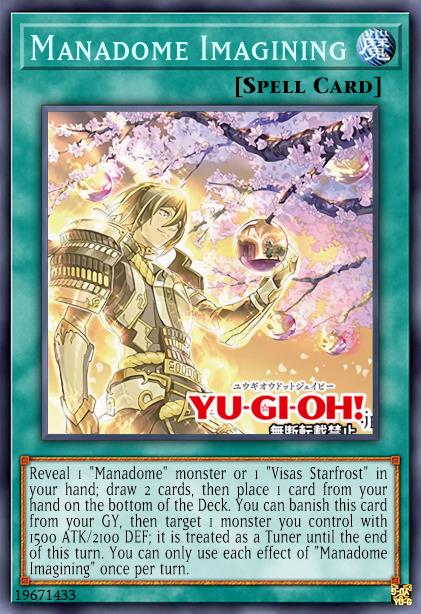 Manadome Imagining
魔
[Spell Card]
ユウギオウドットジェイピー
YU-GI-OH!
無断転載禁止
Reveal 1 "Manadome" monster or 1 "Visas Starfrost" in
your hand; draw 2 cards, then place 1 card from your
hand on the bottom of the Deck. You can banish this card
from your GY, then target 1 monster you control with
1500 ATK/2100 DEF; it is treated as a Tuner until the end
of this turn. You can only use each effect of "Manadome
Imagining" once per turn.
19671433